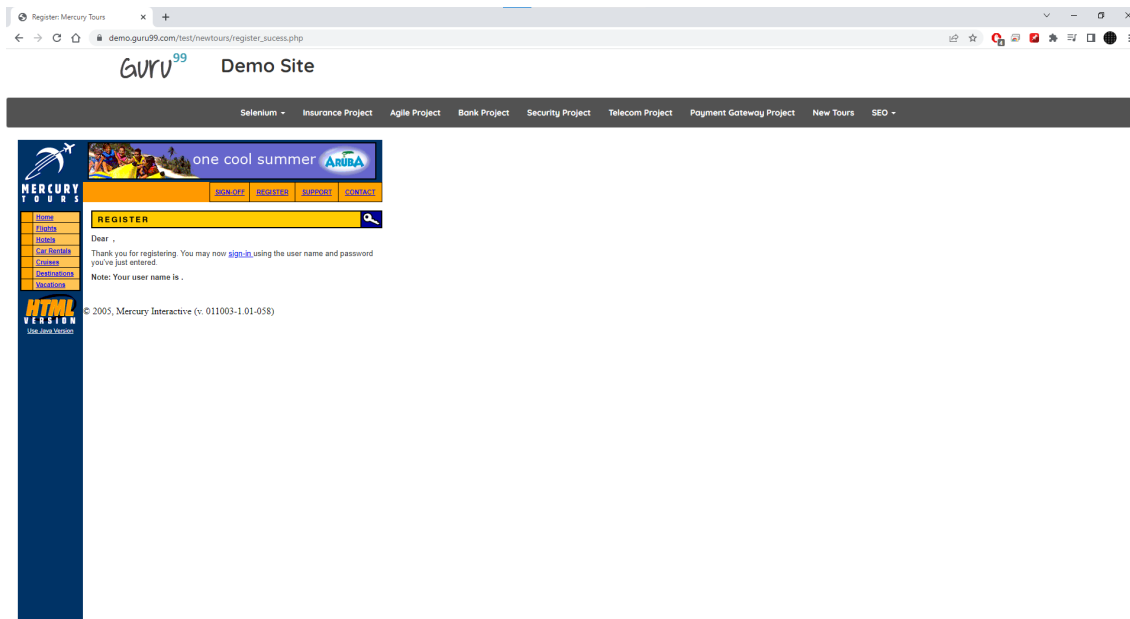 Register: Mercury Tours
demo.guru99.com/test/newtours/register_sucess.php
Guru99 Demo Site
Selenium Insurance Project Agile Project Bank Project Security Project Telecom Project Payment Gateway Project New Tours SEO
one cool summer ARUBA
MERCURY
TOURS
SIGN-OFF REGISTER SUPPORT CONTACT
Home
Flights
Hotels
Car Rentals
Cruises
Destinations
Vacations
HTML
VERSION
Use Java Version
REGISTER
Dear ,
Thank you for registering. You may now sign-in using the user name and password
you've just entered.
Note: Your user name is .
© 2005, Mercury Interactive (v. 011003-1.01-058)